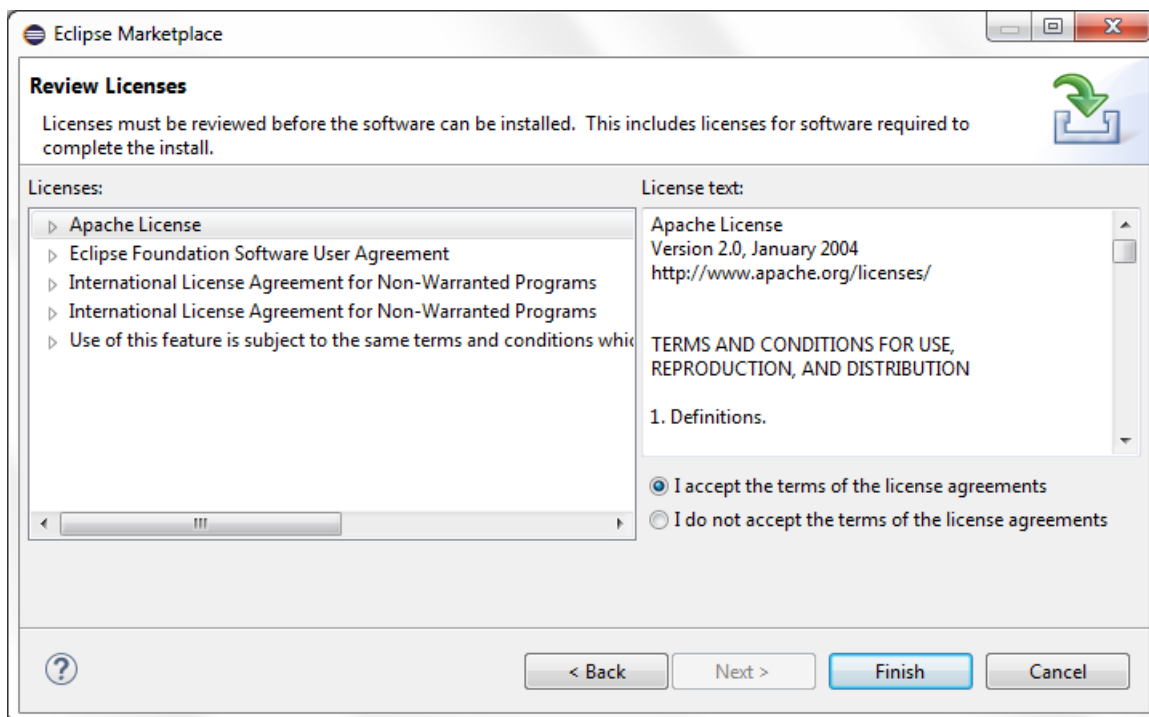 Eclipse Marketplace
Review Licenses
Licenses must be reviewed before the software can be installed.  This includes licenses for software required to
complete the install.
Licenses:
Apache License
Eclipse Foundation Software User Agreement
International License Agreement for Non-Warranted Programs
International License Agreement for Non-Warranted Programs
Use of this feature is subject to the same terms and conditions
License text:
Apache License
Version 2.0, January 2004
http://www.apache.org/licenses/
TERMS AND CONDITIONS FOR USE,
REPRODUCTION, AND DISTRIBUTION
1. Definitions.
I accept the terms of the license agreements
I do not accept the terms of the license agreements
?
< Back
Next >
Finish
Cancel